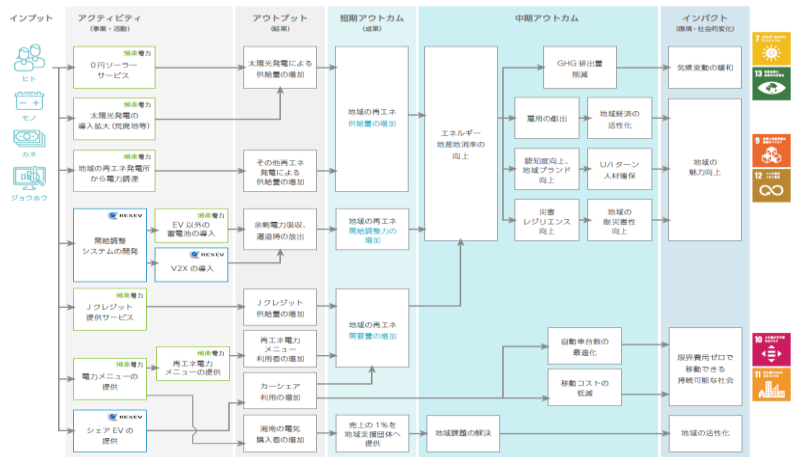 インプット
アクティビティ
(事業・活動)
アウトプット
(結果)
短期アウトカム
(成果)
中期アウトカム
インパクト
(環境・社会的変化)
ヒト
モノ
カネ
ジョウホウ
湘南電力
0円ソーラー
サービス
湘南電力
太陽光発電の
導入拡大(荒廃地等)
湘南電力
地域の再エネ発電所
から電力調達
REXEV
需給調整
システムの開発
湘南電力
EV以外の
蓄電池の導入
REXEV
V2Xの導入
湘南電力
Jクレジット
提供サービス
湘南電力
電力メニューの
提供
湘南電力
再エネ電力
メニューの提供
REXEV
シェアEVの
提供
太陽光発電による
供給量の増加
その他再エネ
発電による
供給量の増加
余剰電力吸収、
逼迫時の放出
Jクレジット
供給量の増加
再エネ電力
メニュー
利用者の増加
カーシェア
利用の増加
湘南の電気
購入者の増加
地域の再エネ
供給量の増加
地域の再エネ
需給調整力の
増加
地域の再エネ
需要量の増加
売上の1%を
地域支援団体へ
提供
エネルギー
地産地消率の
向上
GHG排出量
削減
雇用の創出
地域経済の
活性化
認知度向上、
地域ブランド
向上
U/Iターン
人材確保
災害
レジリエンス
向上
地域の
耐災害性
向上
自動車台数の
最適化
移動コストの
低減
地域課題の解決
気候変動の緩和
地域の
魅力向上
限界費用ゼロで
移動できる
持続可能な社会
地域の活性化
7
13
9
12
10
11